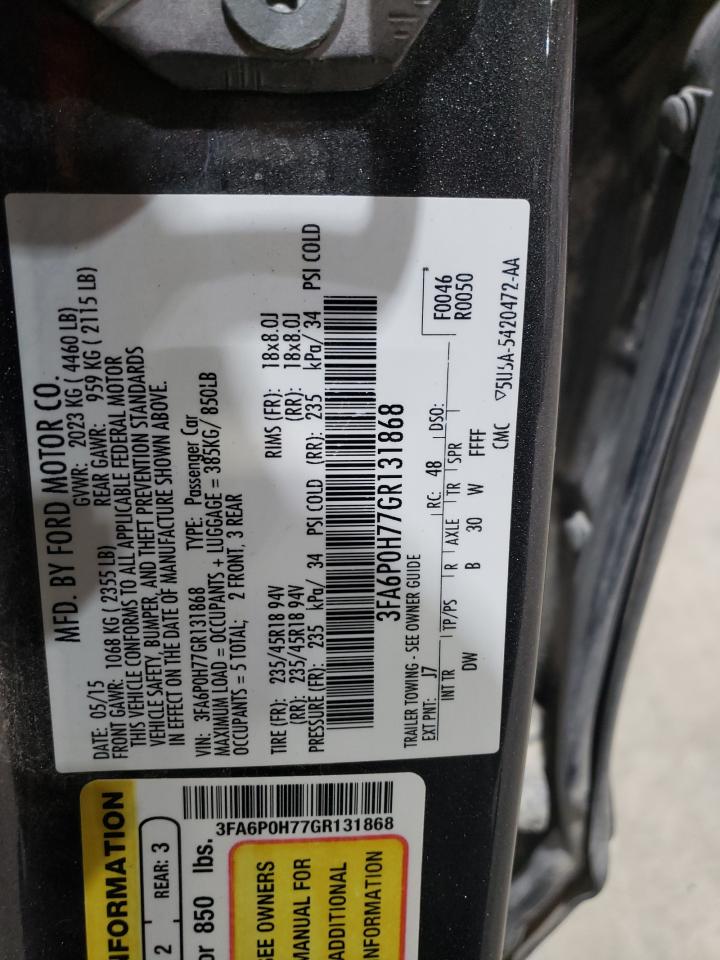 MFD. BY FORD MOTOR CO.
DATE: 05/15 GVWR: 2023 KG ( 4460 LB)
FRONT GAWR: 1068 KG ( 2355 LB) REAR GAWR: 959 KG ( 2115 LB)
THIS VEHICLE CONFORMS TO ALL APPLICABLE FEDERAL MOTOR
VEHICLE SAFETY, BUMPER, AND THEFT PREVENTION STANDARDS
IN EFFECT ON THE DATE OF MANUFACTURE SHOWN ABOVE.
VIN: 3FA6P0H77GR131868 TYPE: Passenger Car
MAXIMUM LOAD = OCCUPANTS + LUGGAGE = 385KG/ 850LB
OCCUPANTS = 5 TOTAL; 2 FRONT, 3 REAR
TIRE (FR): 235/45R18 94V RIMS (FR): 18x8.0J
(RR): 235/45R18 94V (RR): 18x8.0J
PRESSURE (FR): 235 kPa/ 34 PSI COLD (RR): 235 kPa/ 34 PSI COLD
3FA6P0H77GR131868
TRAILER TOWING - SEE OWNER GUIDE
EXT PNT: J7 RC: 48 DSO: F0046
R0050
INT TR TP/PS R AXLE TR SPR
DW B 30 W FFFF
CMC ▽5U5A-5420472-AA
3FA6P0H77GR131868
INFORMATION
2 REAR: 3
or 850 lbs.
SEE OWNERS
MANUAL FOR
ADDITIONAL
INFORMATION